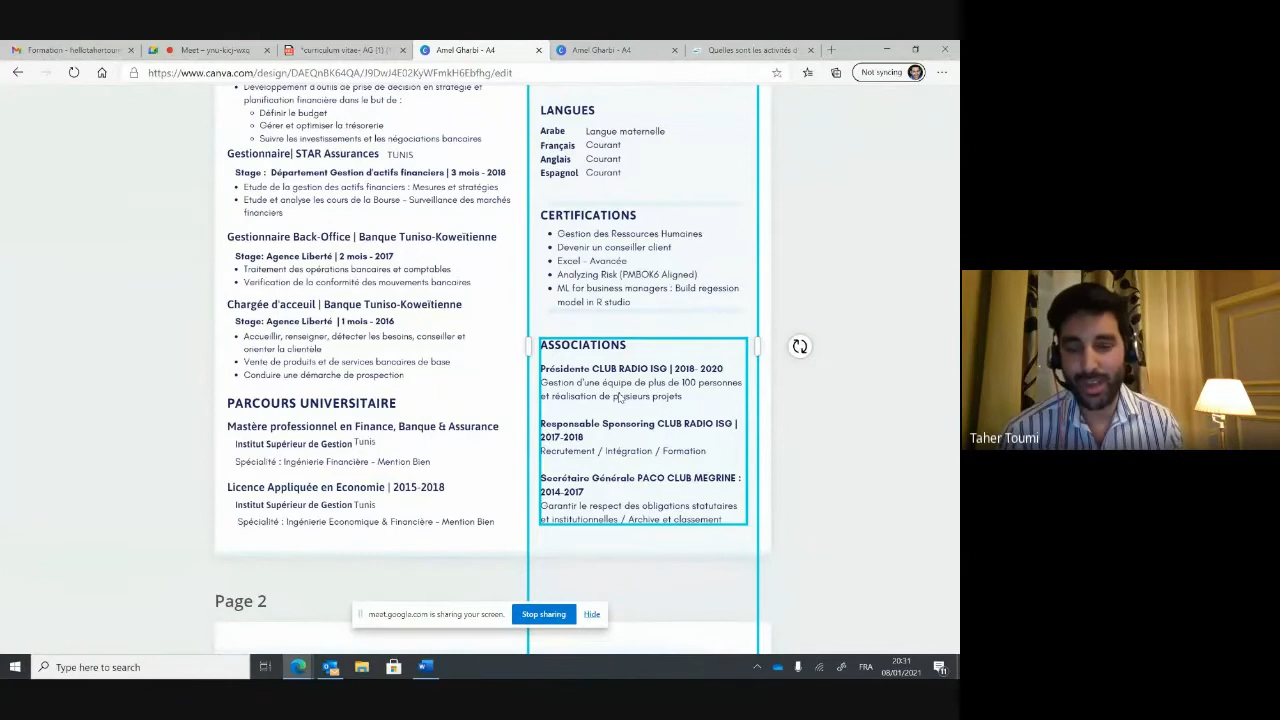 Formation - hellotahertour
Meet - ynu-kicj-wxq
*curriculum vitae- AG (1) (1
Amel Gharbi - A4
Amel Gharbi - A4
Quelles sont les activités d
https://www.canva.com/design/DAEQnBK64QA/J9DwJ4E02KyWFmkH6Ebfhg/edit
Not syncing
Développement d'outils de prise de décision en stratégie et
planification financière dans le but de :
Définir le budget
Gérer et optimiser la trésorerie
Suivre les investissements et les négociations bancaires
Gestionnaire| STAR Assurances TUNIS
Stage : Département Gestion d'actifs financiers | 3 mois - 2018
Etude de la gestion des actifs financiers : Mesures et stratégies
Etude et analyse les cours de la Bourse - Surveillance des marchés
financiers
Gestionnaire Back-Office | Banque Tuniso-Koweïtienne
Stage: Agence Liberté | 2 mois - 2017
Traitement des opérations bancaires et comptables
Vérification de la conformité des mouvements bancaires
Chargée d'acceuil | Banque Tuniso-Koweïtienne
Stage: Agence Liberté | 1 mois - 2016
Accueillir, renseigner, détecter les besoins, conseiller et
orienter la clientèle
Vente de produits et de services bancaires de base
Conduire une démarche de prospection
PARCOURS UNIVERSITAIRE
Mastère professionnel en Finance, Banque & Assurance
Institut Supérieur de Gestion Tunis
Spécialité : Ingénierie Financière - Mention Bien
Licence Appliquée en Economie | 2015-2018
Institut Supérieur de Gestion Tunis
Spécialité : Ingénierie Economique & Financière - Mention Bien
LANGUES
Arabe Langue maternelle
Français Courant
Anglais Courant
Espagnol Courant
CERTIFICATIONS
Gestion des Ressources Humaines
Devenir un conseiller client
Excel - Avancée
Analyzing Risk (PMBOK6 Aligned)
ML for business managers : Build regession
model in R studio
ASSOCIATIONS
Présidente CLUB RADIO ISG | 2018- 2020
Gestion d'une équipe de plus de 100 personnes
et réalisation de plusieurs projets
Responsable Sponsoring CLUB RADIO ISG |
2017-2018
Recrutement / Intégration / Formation
Secrétaire Générale PACO CLUB MEGRINE :
2014-2017
Garantir le respect des obligations statutaires
et institutionnelles / Archive et classement
Page 2
meet.google.com is sharing your screen.
Stop sharing
Hide
Taher Toumi
Type here to search
FRA
20:31
08/01/2021
11